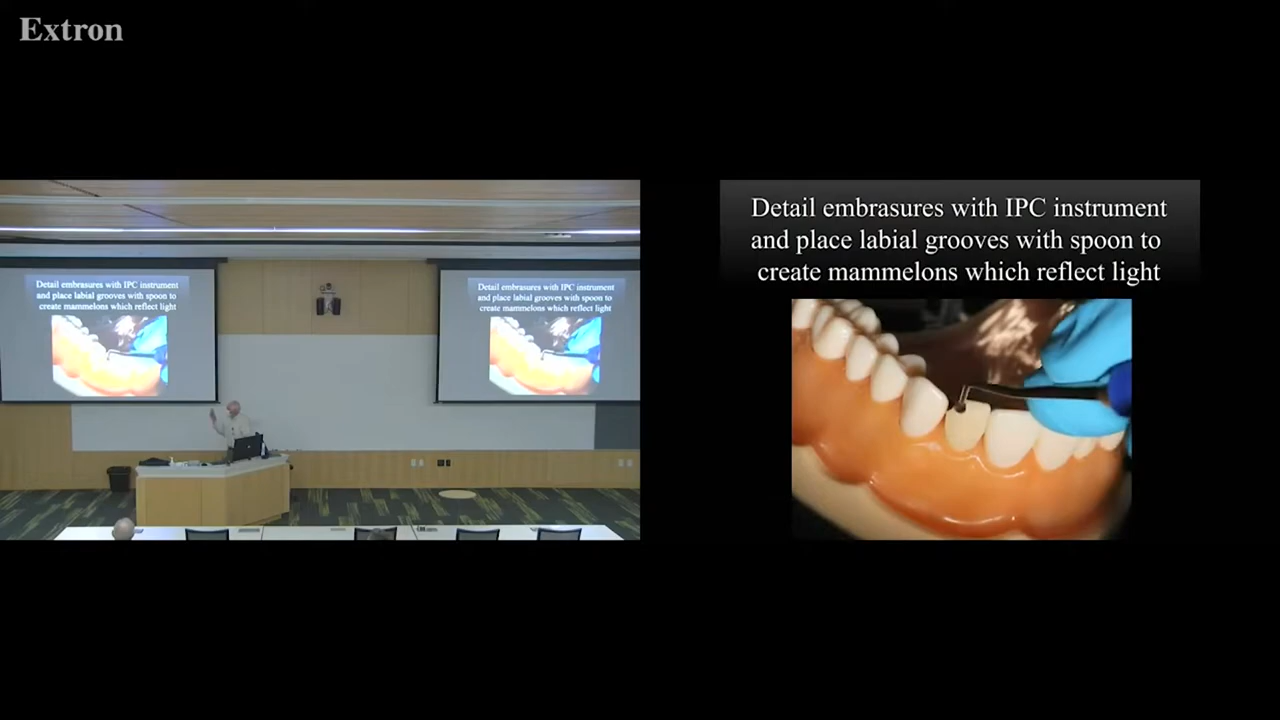 Extron
Detail embrasures with IPC instrument
and place labial grooves with spoon to
create mammelons which reflect light
Detail embrasures with IPC instrument
and place labial grooves with spoon to
create mammelons which reflect light
Detail embrasures with IPC instrument
and place labial grooves with spoon to
create mammelons which reflect light